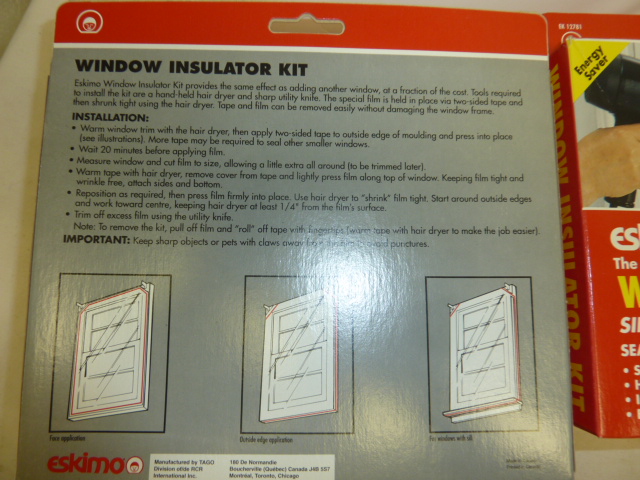 WINDOW INSULATOR KIT
Eskimo Window Insulator Kit provides the same effect as adding another window, at a fraction of the cost. Tools required
to install the kit are a hand-held hair dryer and sharp utility knife. The special film is held in place via two-sided tape and
then shrunk tight using the hair dryer. Tape and film can be removed easily without damaging the window frame.
INSTALLATION:
• Warm window trim with the hair dryer, then apply two-sided tape to outside edge of moulding and press into place
(see illustrations). More tape may be required to seal other smaller windows.
• Wait 20 minutes before applying film.
• Measure window and cut film to size, allowing a little extra all around (to be trimmed later).
• Warm tape with hair dryer, remove cover from tape and lightly press film along top of window. Keeping film tight and
wrinkle free, attach sides and bottom.
• Reposition as required, then press film firmly into place. Use hair dryer to "shrink" film tight. Start around outside edges
and work toward centre, keeping hair dryer at least 1/4" from the film's surface.
• Trim off excess film using the utility knife.
Note: To remove the kit, pull off film and "roll" off tape with fingertips (warm tape with hair dryer to make the job easier).
IMPORTANT: Keep sharp objects or pets with claws away from the film to avoid punctures.
Face application
Outside edge application
For windows with sill
eskimo
Manufactured by TAGO
Division of/de RCR
International Inc.
180 De Normandie
Boucherville (Québec) Canada J4B 5S7
Montréal, Toronto, Chicago
WINDOW INSULATOR KIT
EE 12781
Energy
Saver
The